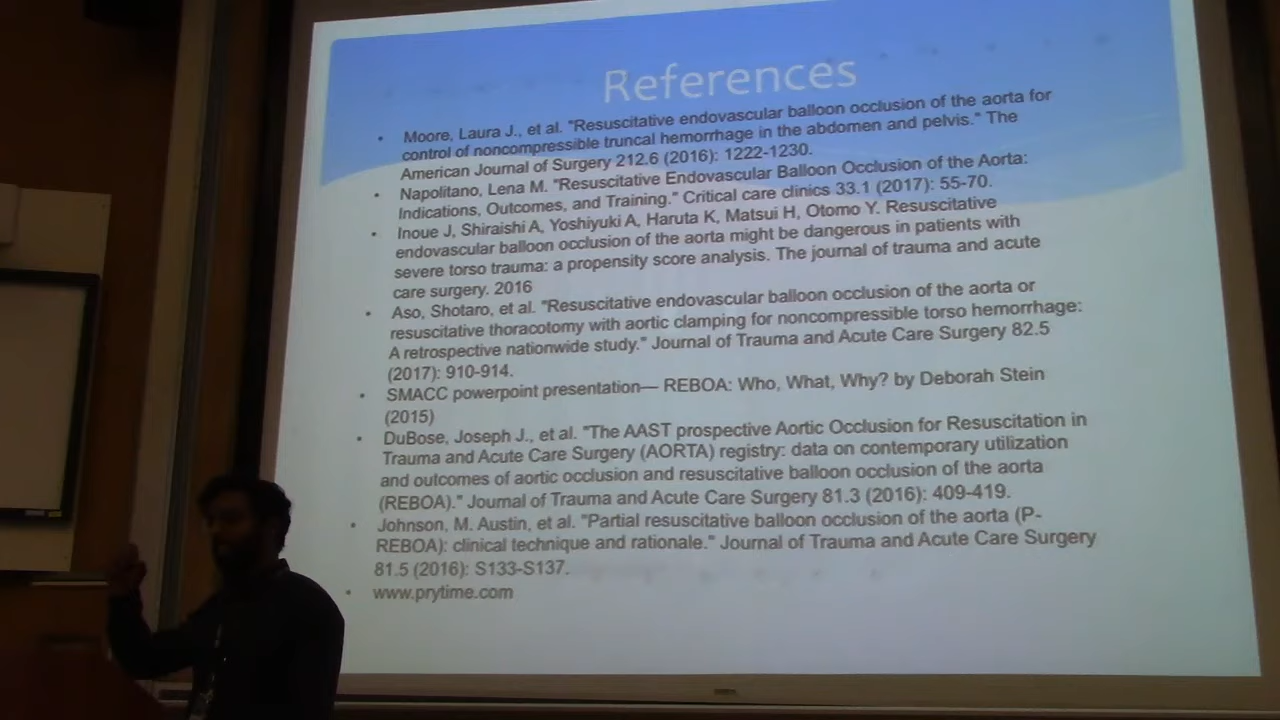 References
• Moore, Laura J., et al. "Resuscitative endovascular balloon occlusion of the aorta for
control of noncompressible truncal hemorrhage in the abdomen and pelvis." The
American Journal of Surgery 212.6 (2016): 1222-1230.
• Napolitano, Lena M. "Resuscitative Endovascular Balloon Occlusion of the Aorta:
Indications, Outcomes, and Training." Critical care clinics 33.1 (2017): 55-70.
• Inoue J, Shiraishi A, Yoshiyuki A, Haruta K, Matsui H, Otomo Y. Resuscitative
endovascular balloon occlusion of the aorta might be dangerous in patients with
severe torso trauma: a propensity score analysis. The journal of trauma and acute
care surgery. 2016
• Aso, Shotaro, et al. "Resuscitative endovascular balloon occlusion of the aorta or
resuscitative thoracotomy with aortic clamping for noncompressible torso hemorrhage:
A retrospective nationwide study." Journal of Trauma and Acute Care Surgery 82.5
(2017): 910-914.
• SMACC powerpoint presentation— REBOA: Who, What, Why? by Deborah Stein
(2015)
• DuBose, Joseph J., et al. "The AAST prospective Aortic Occlusion for Resuscitation in
Trauma and Acute Care Surgery (AORTA) registry: data on contemporary utilization
and outcomes of aortic occlusion and resuscitative balloon occlusion of the aorta
(REBOA)." Journal of Trauma and Acute Care Surgery 81.3 (2016): 409-419.
• Johnson, M. Austin, et al. "Partial resuscitative balloon occlusion of the aorta (P-
REBOA): clinical technique and rationale." Journal of Trauma and Acute Care Surgery
81.5 (2016): S133-S137.
• www.prytime.com